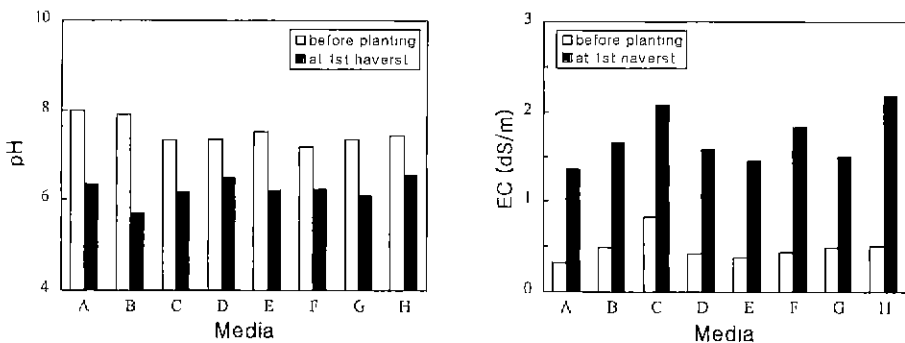 10
8
6
4
pH
□ before planting
■ at 1st haverst
A B C D E F G H
Media
3
2
1
0
EC (dS/m)
□ before planting
■ at 1st naverst
A B C D E F G H
Media